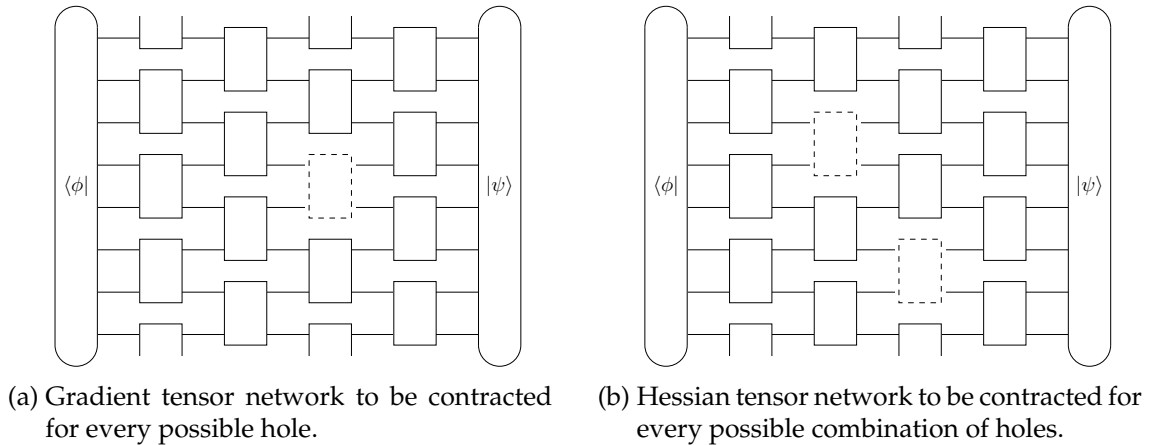 ⟨ϕ| |ψ⟩ ⟨ϕ| |ψ⟩
(a) Gradient tensor network to be contracted
for every possible hole.
(b) Hessian tensor network to be contracted for
every possible combination of holes.